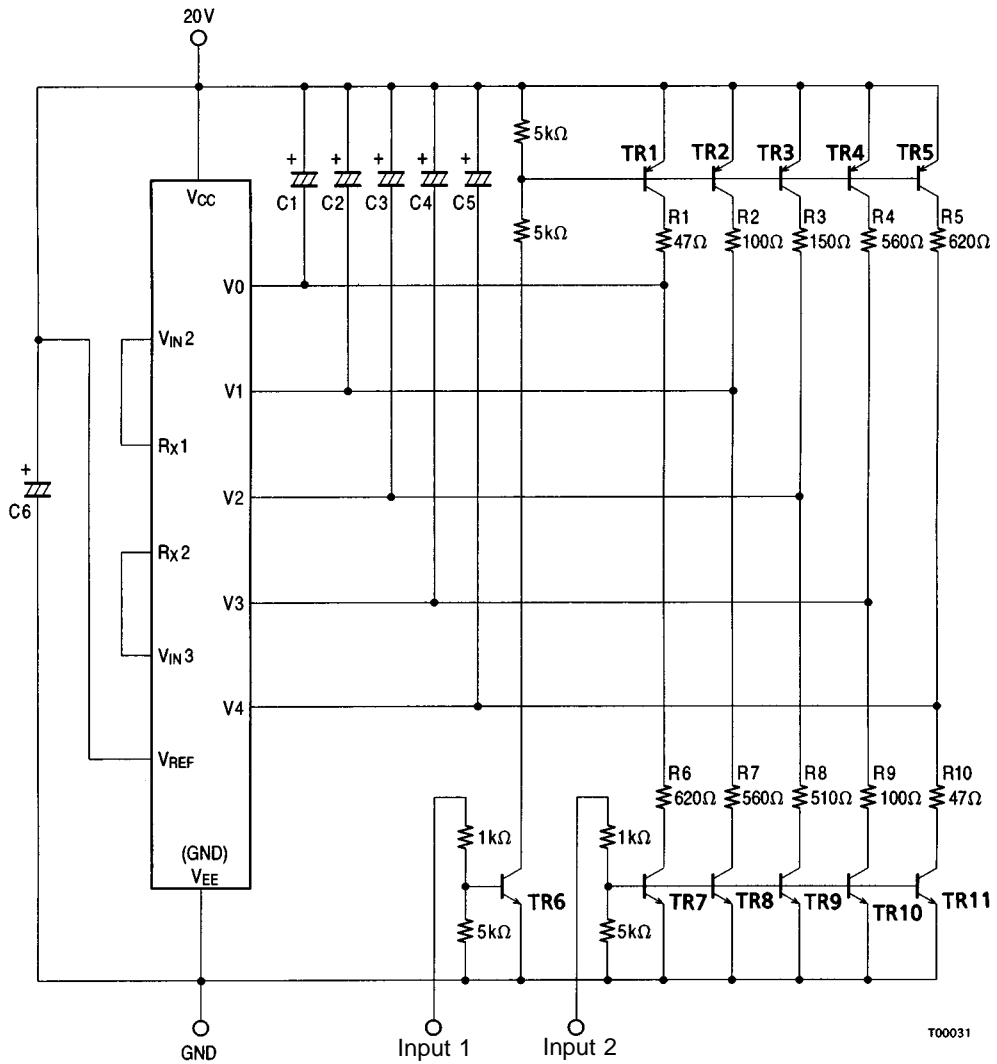 20V
5kΩ
TR1
TR2
TR3
TR4
TR5
+
+
+
+
+
VCC
C1
C2
C3
C4
C5
5kΩ
R1
47Ω
R2
100Ω
R3
150Ω
R4
560Ω
R5
620Ω
V0
VIN2
V1
RX1
+
C6
V2
RX2
V3
VIN3
V4
VREF
R6
620Ω
R7
560Ω
R8
510Ω
R9
100Ω
R10
47Ω
1kΩ
1kΩ
(GND)
VEE
TR6
TR7
TR8
TR9
TR10
TR11
5kΩ
5kΩ
GND
Input 1
Input 2
T00031